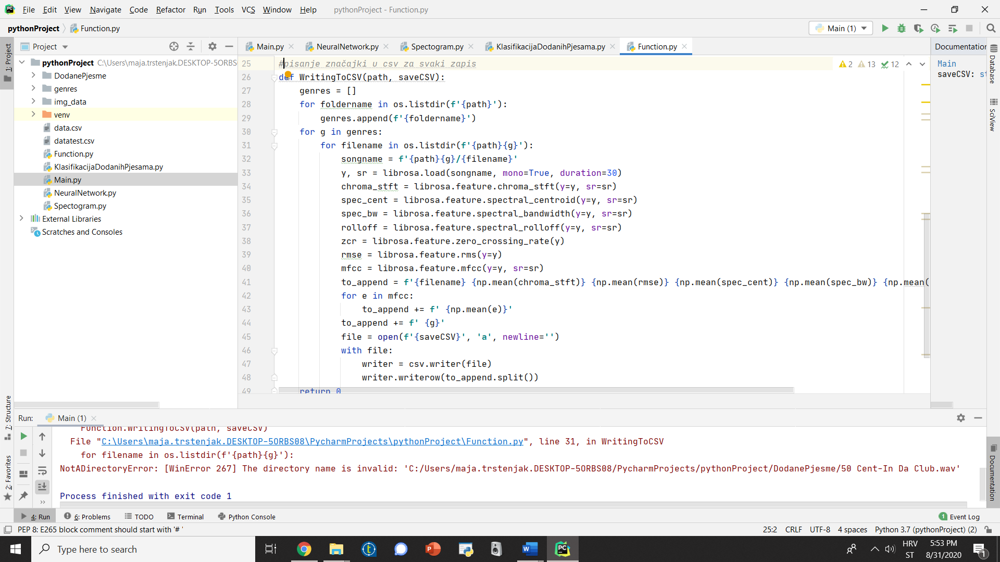 File Edit View Navigate Code Refactor Run Tools VCS Window Help pythonProject - Function.py
pythonProject Function.py Main (1)
Project
Main.py NeuralNetwork.py Spectogram.py KlasifikacijaDodanihPjesama.py Function.py
Documentation
1: Project
pythonProject C:\Users\maja.trstenjak.DESKTOP-5ORBS
DodanePjesme
genres
img_data
venv
data.csv
datatest.csv
Function.py
KlasifikacijaDodanihPjesama.py
Main.py
NeuralNetwork.py
Spectogram.py
External Libraries
Scratches and Consoles
25 #pisanje značajki u csv za svaki zapis
2 13 12
26 def WritingToCSV(path, saveCSV):
27 genres = []
28 for foldername in os.listdir(f'{path}'):
29 genres.append(f'{foldername}')
30 for g in genres:
31 for filename in os.listdir(f'{path}{g}'):
32 songname = f'{path}{g}/{filename}'
33 y, sr = librosa.load(songname, mono=True, duration=30)
34 chroma_stft = librosa.feature.chroma_stft(y=y, sr=sr)
35 spec_cent = librosa.feature.spectral_centroid(y=y, sr=sr)
36 spec_bw = librosa.feature.spectral_bandwidth(y=y, sr=sr)
37 rolloff = librosa.feature.spectral_rolloff(y=y, sr=sr)
38 zcr = librosa.feature.zero_crossing_rate(y)
39 rmse = librosa.feature.rms(y=y)
40 mfcc = librosa.feature.mfcc(y=y, sr=sr)
41 to_append = f'{filename} {np.mean(chroma_stft)} {np.mean(rmse)} {np.mean(spec_cent)} {np.mean(spec_bw)} {np.mean(
42 for e in mfcc:
43 to_append += f' {np.mean(e)}'
44 to_append += f' {g}'
45 file = open(f'{saveCSV}', 'a', newline='')
46 with file:
47 writer = csv.writer(file)
48 writer.writerow(to_append.split())
49 return 0
Main
saveCSV: st
Database
SciView
Documentation
7: Structure
2: Favorites
Run: Main (1)
Function.WritingToCSV(path, saveCSV)
File "C:\Users\maja.trstenjak.DESKTOP-5ORBS08\PycharmProjects\pythonProject\Function.py", line 31, in WritingToCSV
for filename in os.listdir(f'{path}{g}'):
NotADirectoryError: [WinError 267] The directory name is invalid: 'C:/Users/maja.trstenjak.DESKTOP-5ORBS08/PycharmProjects/pythonProject/DodanePjesme/50 Cent-In Da Club.wav'
Process finished with exit code 1
4: Run 6: Problems TODO Terminal Python Console 1 Event Log
PEP 8: E265 block comment should start with '# ' 25:2 CRLF UTF-8 4 spaces Python 3.7 (pythonProject) (2)
Type here to search
HRV
ST
5:53 PM
8/31/2020
1